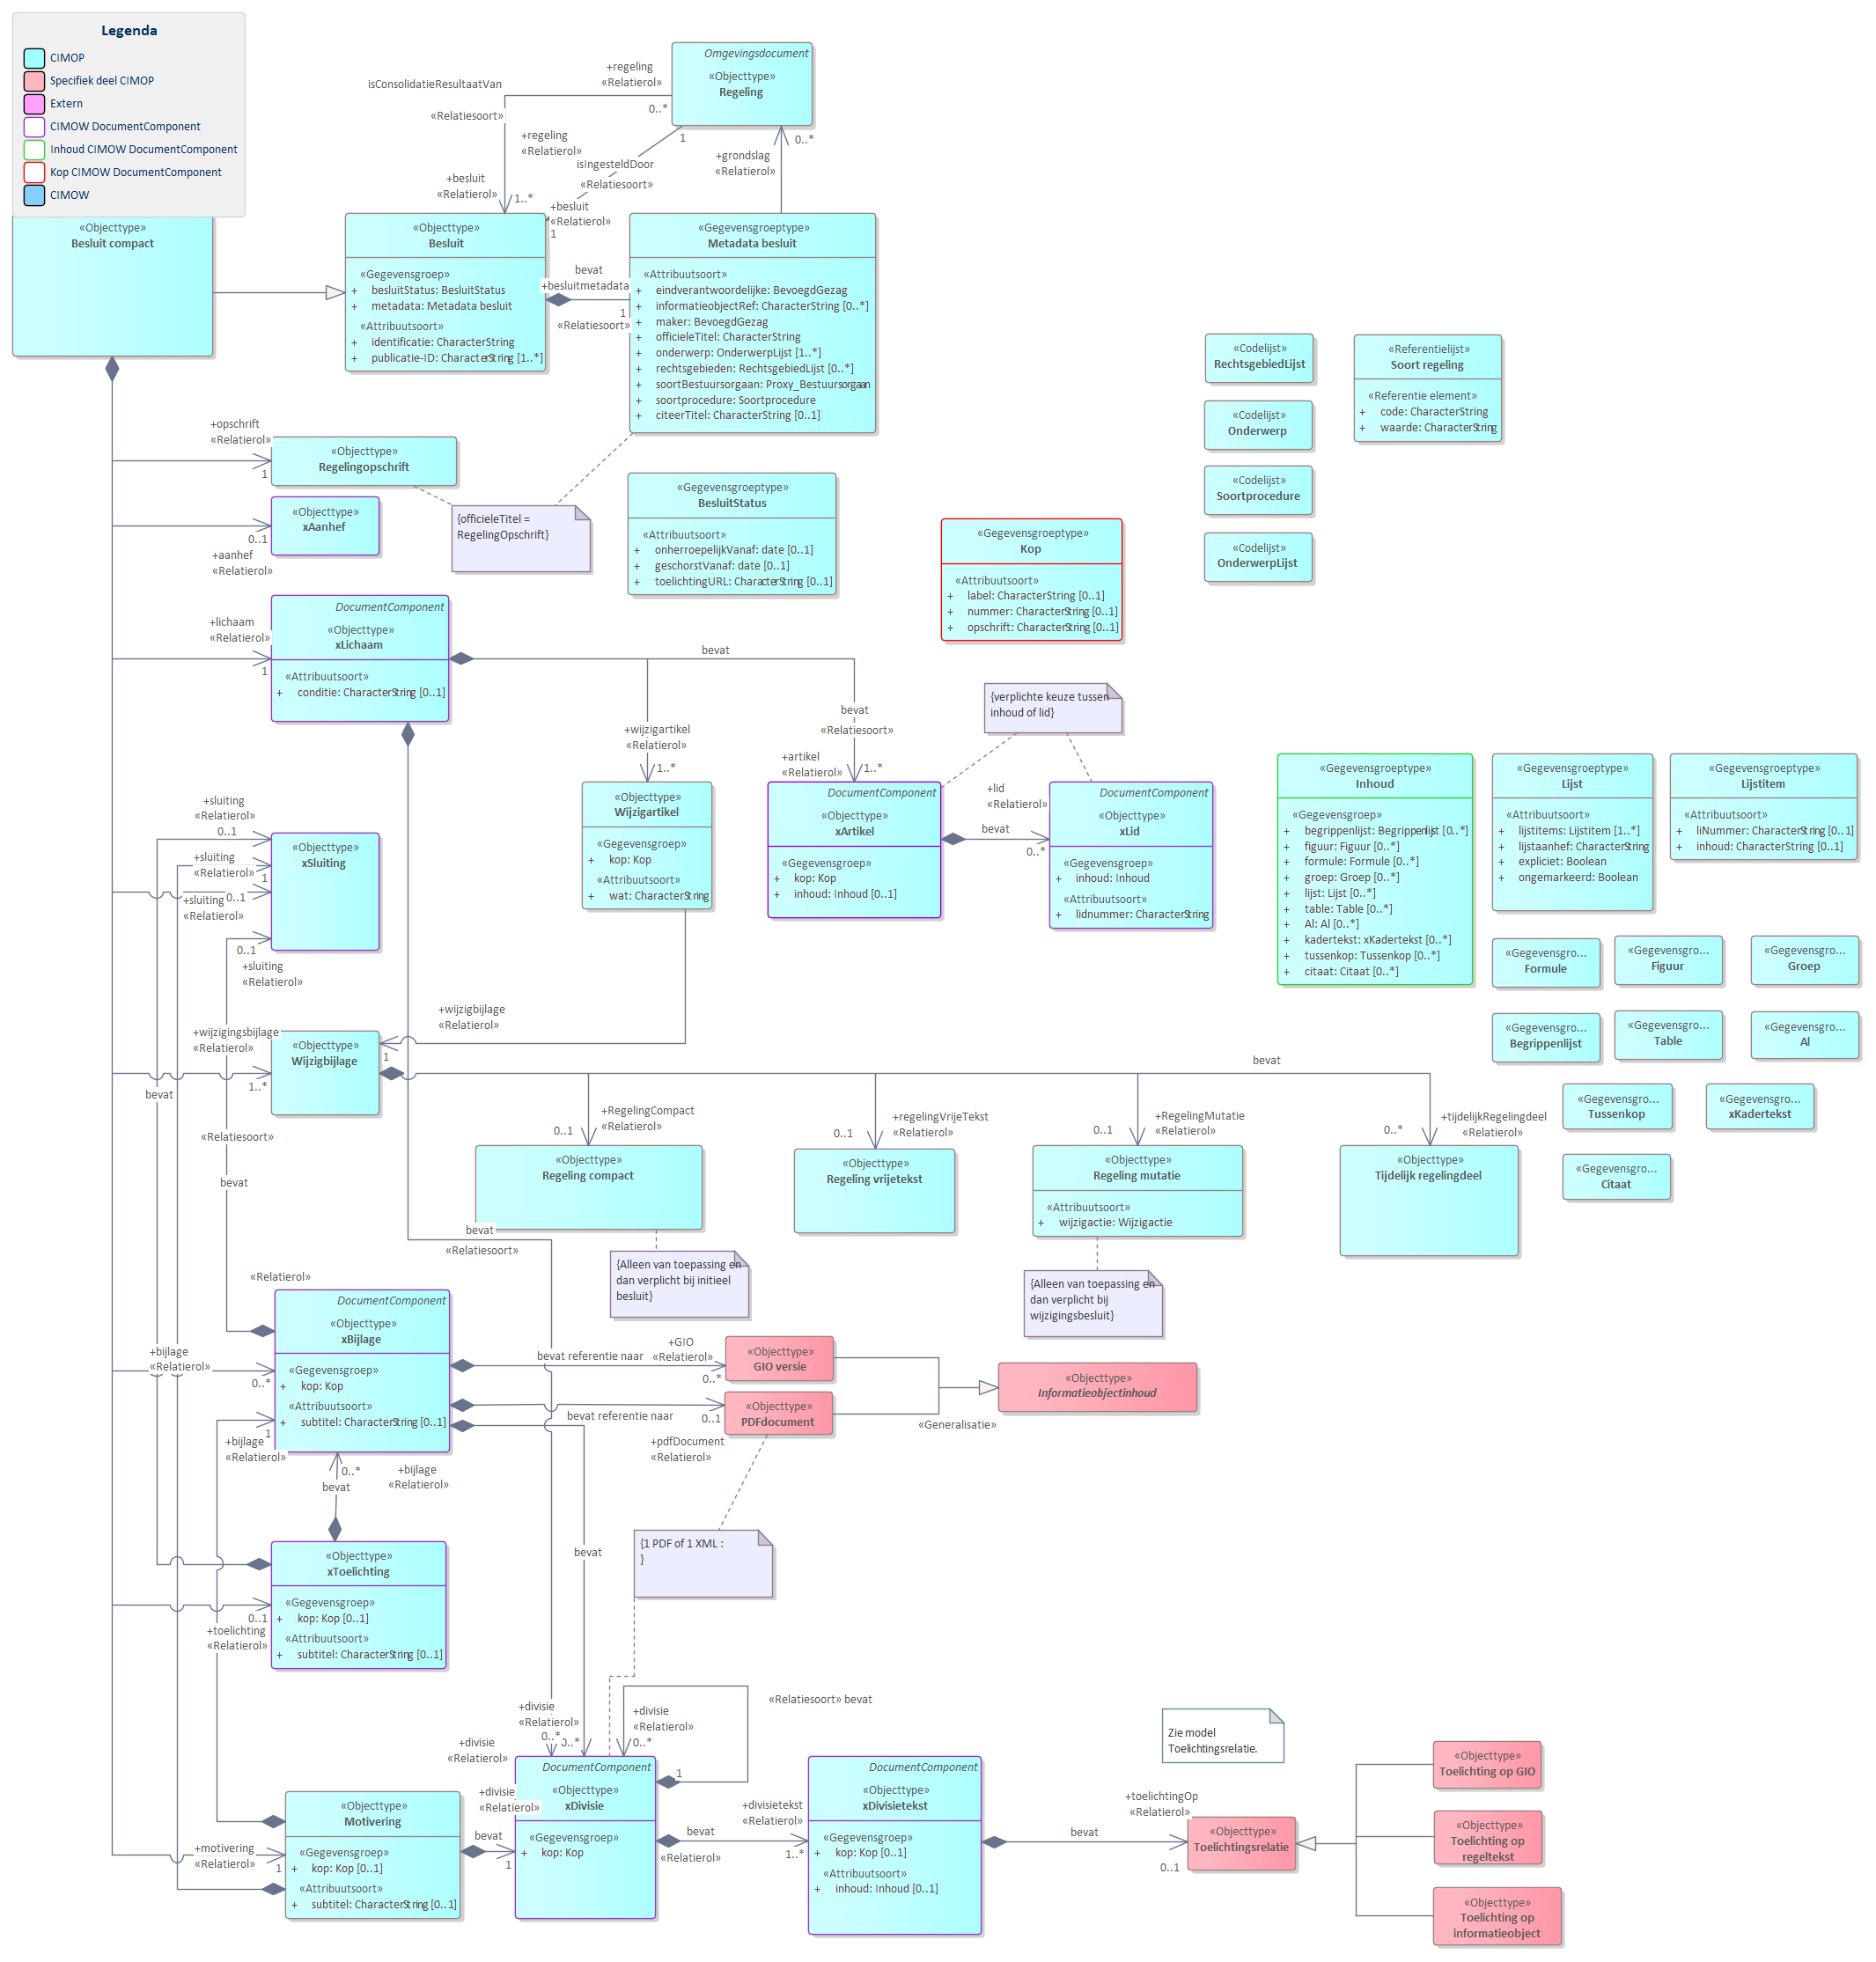 Legenda
CIMOP
Specifiek deel CIMOP
Extern
CIMOW DocumentComponent
Inhoud CIMOW DocumentComponent
Kop CIMOW DocumentComponent
CIMOW
«Objecttype»
Besluit compact
Omgevingsdocument
«Objecttype»
Regeling
+regeling
«Relatierol»
0..*
isConsolidatieResultaatVan
«Relatiesoort»
+besluit
«Relatierol»
1..*
+regeling
«Relatierol»
1
isIngesteldDoor
«Relatiesoort»
+besluit
«Relatierol»
1
+grondslag
«Relatierol»
0..*
«Objecttype»
Besluit
«Gegevensgroep»
+ besluitStatus: BesluitStatus
+ metadata: Metadata besluit
«Attribuutsoort»
+ identificatie: CharacterString
+ publicatie-ID: CharacterString [1..*]
bevat
+besluitmetadata
1
«Relatiesoort»
«Gegevensgroeptype»
Metadata besluit
«Attribuutsoort»
+ eindverantwoordelijke: BevoegdGezag
+ informatieobjectRef: CharacterString [0..*]
+ maker: BevoegdGezag
+ officieleTitel: CharacterString
+ onderwerp: OnderwerpLijst [1..*]
+ rechtsgebieden: RechtsgebiedLijst [0..*]
+ soortBestuursorgaan: Proxy_Bestuursorgaan
+ soortprocedure: Soortprocedure
+ citeerTitel: CharacterString [0..1]
«Codelijst»
RechtsgebiedLijst
«Codelijst»
Onderwerp
«Codelijst»
Soortprocedure
«Codelijst»
OnderwerpLijst
«Referentielijst»
Soort regeling
«Referentie element»
+ code: CharacterString
+ waarde: CharacterString
+opschrift
«Relatierol»
1
«Objecttype»
Regelingopschrift
{officieleTitel =
RegelingOpschrift}
«Objecttype»
xAanhef
0..1
+aanhef
«Relatierol»
«Gegevensgroeptype»
BesluitStatus
«Attribuutsoort»
+ onherroepelijkVanaf: date [0..1]
+ geschorstVanaf: date [0..1]
+ toelichtingURL: CharacterString [0..1]
«Gegevensgroeptype»
Kop
«Attribuutsoort»
+ label: CharacterString [0..1]
+ nummer: CharacterString [0..1]
+ opschrift: CharacterString [0..1]
+lichaam
«Relatierol»
1
DocumentComponent
«Objecttype»
xLichaam
«Attribuutsoort»
+ conditie: CharacterString [0..1]
bevat
+wijzigartikel
«Relatierol»
1..*
bevat
«Relatiesoort»
+artikel
«Relatierol»
1..*
{verplichte keuze tussen
inhoud of lid}
«Objecttype»
Wijzigartikel
«Gegevensgroep»
+ kop: Kop
«Attribuutsoort»
+ wat: CharacterString
DocumentComponent
«Objecttype»
xArtikel
«Gegevensgroep»
+ kop: Kop
+ inhoud: Inhoud [0..1]
+lid
«Relatierol»
bevat
0..*
DocumentComponent
«Objecttype»
xLid
«Gegevensgroep»
+ inhoud: Inhoud
«Attribuutsoort»
+ lidnummer: CharacterString
«Gegevensgroeptype»
Inhoud
«Gegevensgroep»
+ begrippenlijst: Begrippenlijst [0..*]
+ figuur: Figuur [0..*]
+ formule: Formule [0..*]
+ groep: Groep [0..*]
+ lijst: Lijst [0..*]
+ table: Table [0..*]
+ Al: Al [0..*]
+ kadertekst: xKadertekst [0..*]
+ tussenkop: Tussenkop [0..*]
+ citaat: Citaat [0..*]
«Gegevensgroeptype»
Lijst
«Attribuutsoort»
+ lijstitems: Lijstitem [1..*]
+ lijstaanhef: CharacterString
+ expliciet: Boolean
+ ongemarkeerd: Boolean
«Gegevensgroeptype»
Lijstitem
«Attribuutsoort»
+ liNummer: CharacterString [0..1]
+ inhoud: CharacterString [0..1]
«Gegevensgro...
Formule
«Gegevensgro...
Figuur
«Gegevensgro...
Groep
«Gegevensgro...
Begrippenlijst
«Gegevensgro...
Table
«Gegevensgro...
Al
«Gegevensgro...
Tussenkop
«Gegevensgro...
xKadertekst
«Gegevensgro...
Citaat
+sluiting
«Relatierol»
0..1
+sluiting
«Relatierol»
1
+sluiting
0..1
«Relatierol»
0..1
+sluiting
«Relatierol»
«Objecttype»
xSluiting
+wijzigbijlage
«Relatierol»
1
+wijzigingsbijlage
«Relatierol»
1..*
«Objecttype»
Wijzigbijlage
bevat
bevat
+RegelingCompact
«Relatierol»
0..1
+regelingVrijeTekst
«Relatierol»
0..1
+RegelingMutatie
«Relatierol»
0..1
+tijdelijkRegelingdeel
«Relatierol»
0..*
«Relatiesoort»
bevat
«Objecttype»
Regeling compact
«Objecttype»
Regeling vrijetekst
«Objecttype»
Regeling mutatie
«Attribuutsoort»
+ wijzigactie: Wijzigactie
«Objecttype»
Tijdelijk regelingdeel
bevat
«Relatiesoort»
{Alleen van toepassing en
dan verplicht bij initieel
besluit}
{Alleen van toepassing en
dan verplicht bij
wijzigingsbesluit}
«Relatierol»
DocumentComponent
«Objecttype»
xBijlage
«Gegevensgroep»
+ kop: Kop
«Attribuutsoort»
+ subtitel: CharacterString [0..1]
+bijlage
«Relatierol»
0..*
bevat referentie naar
+GIO
«Relatierol»
0..*
«Objecttype»
GIO versie
bevat referentie naar
0..1
+pdfDocument
«Relatierol»
«Objecttype»
PDFdocument
«Objecttype»
Informatieobjectinhoud
«Generalisatie»
1
+bijlage
«Relatierol»
0..*
+bijlage
«Relatierol»
bevat
bevat
{1 PDF of 1 XML :
}
«Objecttype»
xToelichting
«Gegevensgroep»
+ kop: Kop [0..1]
«Attribuutsoort»
+ subtitel: CharacterString [0..1]
0..1
+toelichting
«Relatierol»
+divisie
«Relatierol»
0..*
0..*
+divisie
«Relatierol»
+divisie
«Relatierol»
0..*
«Relatiesoort» bevat
1
+divisie
«Relatierol»
bevat
1
DocumentComponent
«Objecttype»
xDivisie
«Gegevensgroep»
+ kop: Kop
+divisietekst
«Relatierol»
bevat
«Relatierol»
1..*
DocumentComponent
«Objecttype»
xDivisietekst
«Gegevensgroep»
+ kop: Kop [0..1]
«Attribuutsoort»
+ inhoud: Inhoud [0..1]
Zie model
Toelichtingsrelatie.
+toelichtingOp
«Relatierol»
bevat
0..1
«Objecttype»
Toelichtingsrelatie
«Objecttype»
Toelichting op GIO
«Objecttype»
Toelichting op
regeltekst
«Objecttype»
Toelichting op
informatieobject
+motivering
«Relatierol»
1
«Objecttype»
Motivering
«Gegevensgroep»
+ kop: Kop [0..1]
«Attribuutsoort»
+ subtitel: CharacterString [0..1]